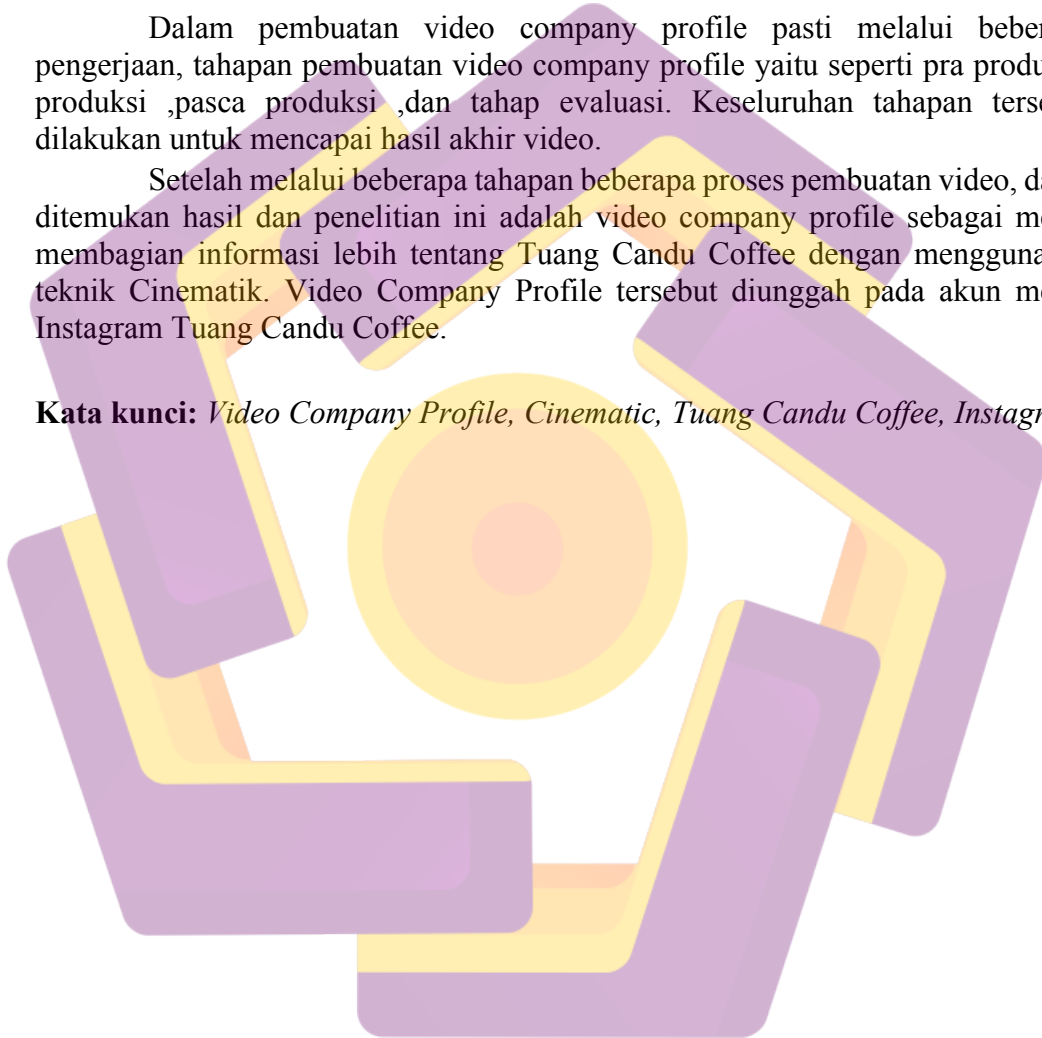 Dalam pembuatan video company profile pasti melalui beber
pengerjaan, tahapan pembuatan video company profile yaitu seperti pra produ
produksi ,pasca produksi ,dan tahap evaluasi. Keseluruhan tahapan terse
dilakukan untuk mencapai hasil akhir video.
Setelah melalui beberapa tahapan beberapa proses pembuatan video, da
ditemukan hasil dan penelitian ini adalah video company profile sebagai me
membagian informasi lebih tentang Tuang Candu Coffee dengan mengguna
teknik Cinematik. Video Company Profile tersebut diunggah pada akun me
Instagram Tuang Candu Coffee.
Kata kunci: Video Company Profile, Cinematic, Tuang Candu Coffee, Instagr